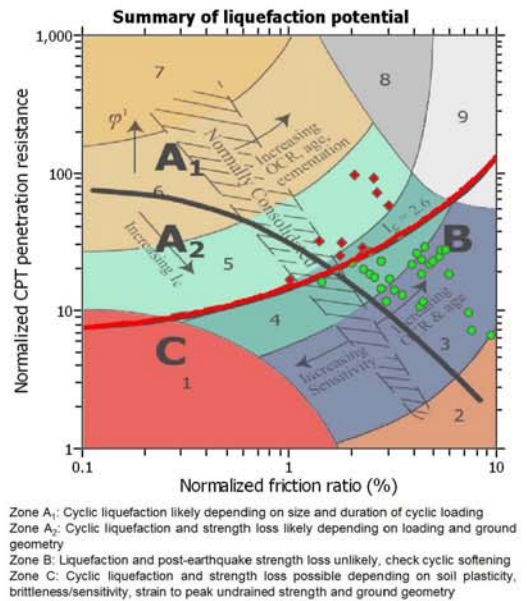 Summary of liquefaction potential
Normalized CPT penetration resistance
1,000
100
10
1
7
8
9
φ'
A1
Normally Consolidated
Increasing
OCR, age,
cementation
6
A2
Increasing Ic
5
Ic = 2.6
B
4
C
1
Increasing
Sensitivity
Increasing
OCR & age
3
2
0.1
1
10
Normalized friction ratio (%)
Zone A1: Cyclic liquefaction likely depending on size and duration of cyclic loading
Zone A2: Cyclic liquefaction and strength loss likely depending on loading and ground
geometry
Zone B: Liquefaction and post-earthquake strength loss unlikely, check cyclic softening
Zone C: Cyclic liquefaction and strength loss possible depending on soil plasticity,
brittleness/sensitivity, strain to peak undrained strength and ground geometry